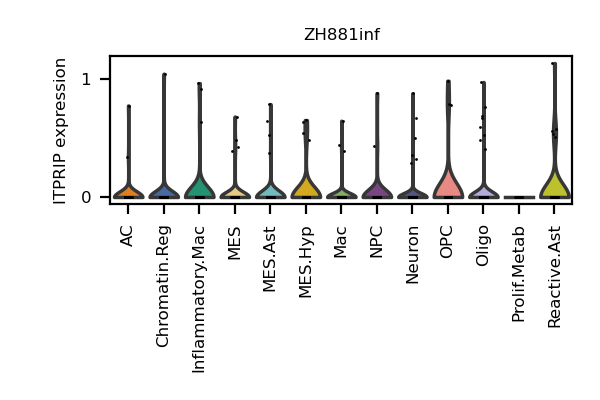 ZH881inf
ITPRIP expression
1
0
AC
Chromatin.Reg
Inflammatory.Mac
MES
MES.Ast
MES.Hyp
Mac
NPC
Neuron
OPC
Oligo
Prolif.Metab
Reactive.Ast